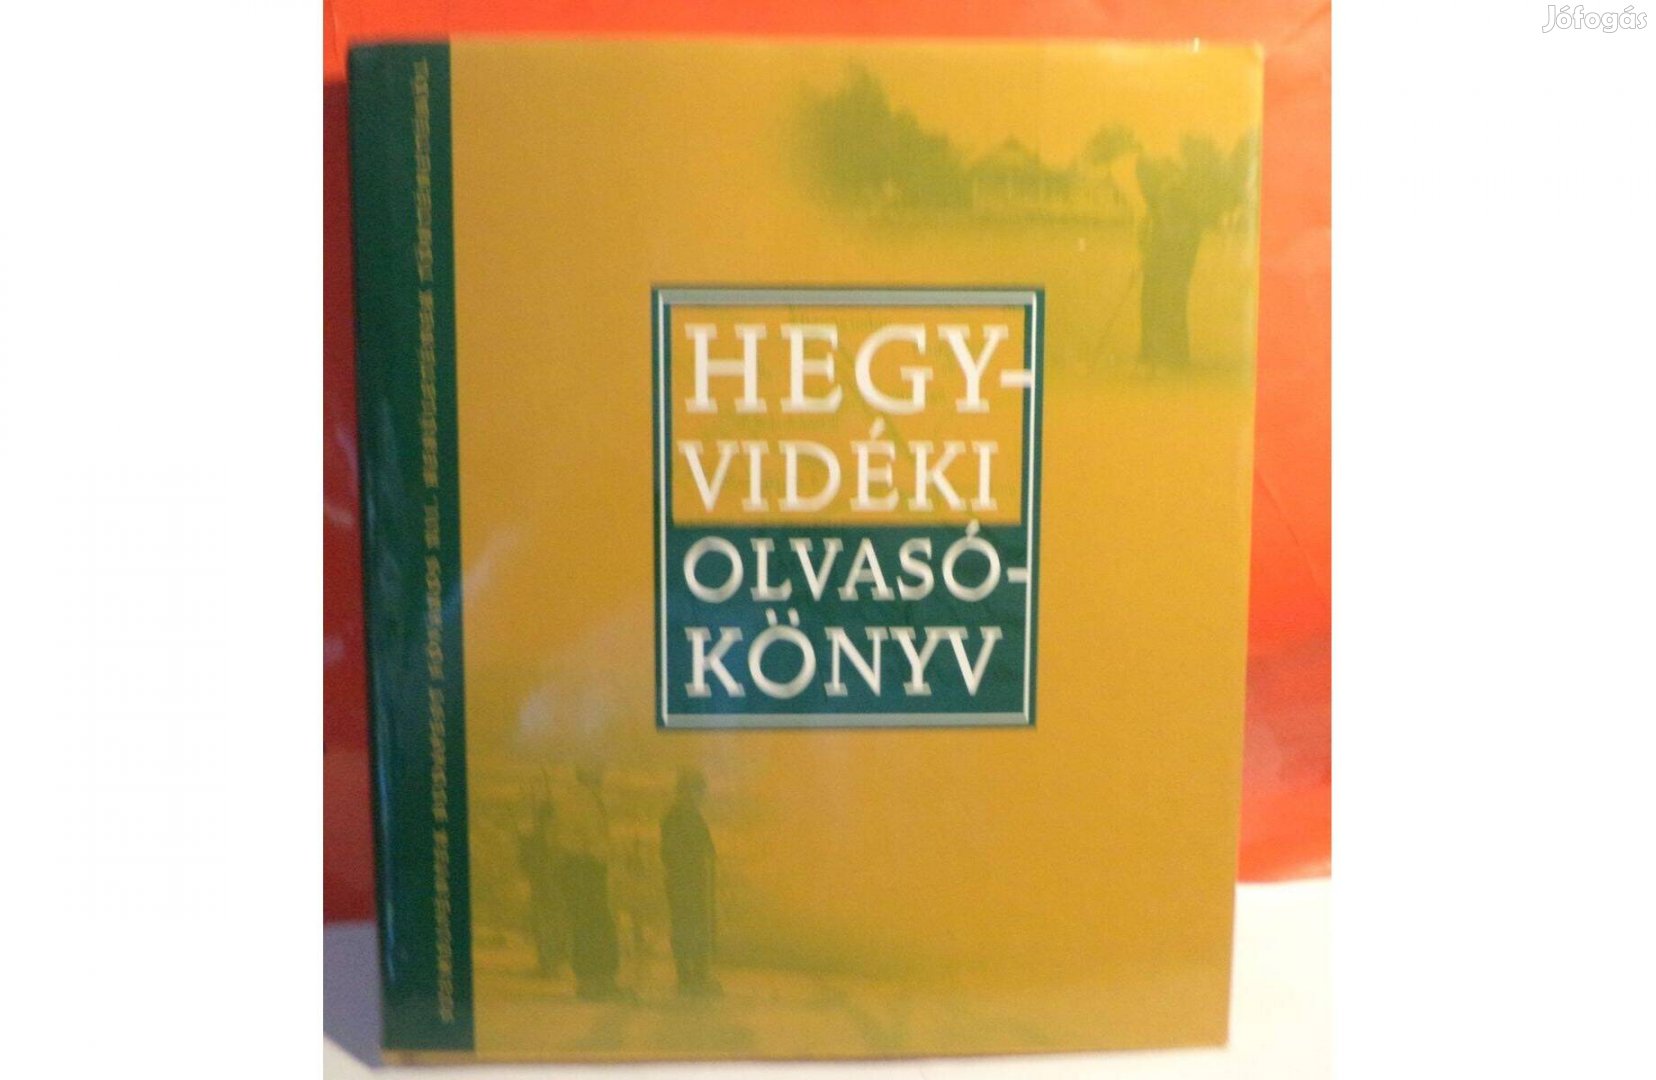 Jófogás
HEGY-
VIDÉKI
OLVASÓ-
KÖNYV